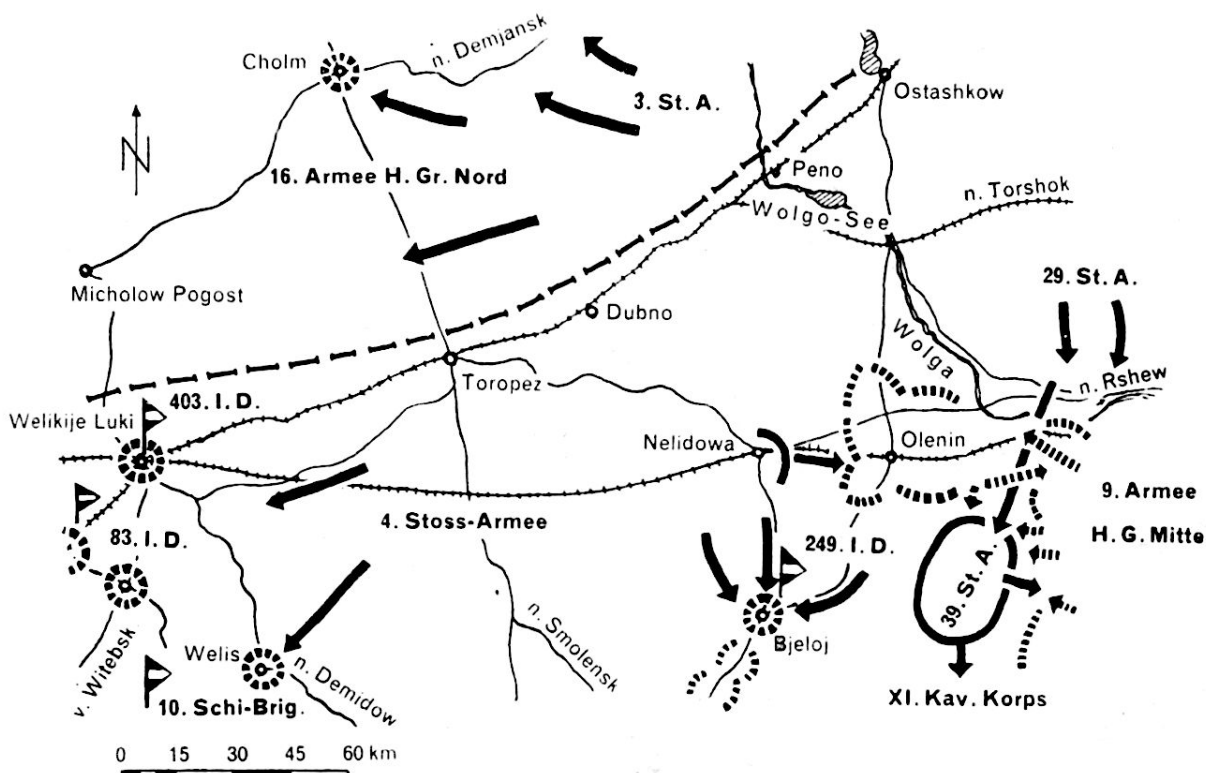 n. Demjansk
Cholm
3. St. A.
Ostashkow
N
16. Armee H. Gr. Nord
Peno
n. Torshok
Wolgo-See
Micholow Pogost
29. St. A.
Dubno
Wolga
Toropez
n. Rshew
403. I. D.
Welikije Luki
Nelidowa
Olenin
9. Armee
4. Stoss-Armee
H. G. Mitte
83. I. D.
249. I. D.
39. St. A.
n. Smolensk
Bjeloj
v. Witebsk
Welis
n. Demidow
XI. Kav. Korps
10. Schi-Brig.
0 15 30 45 60 km